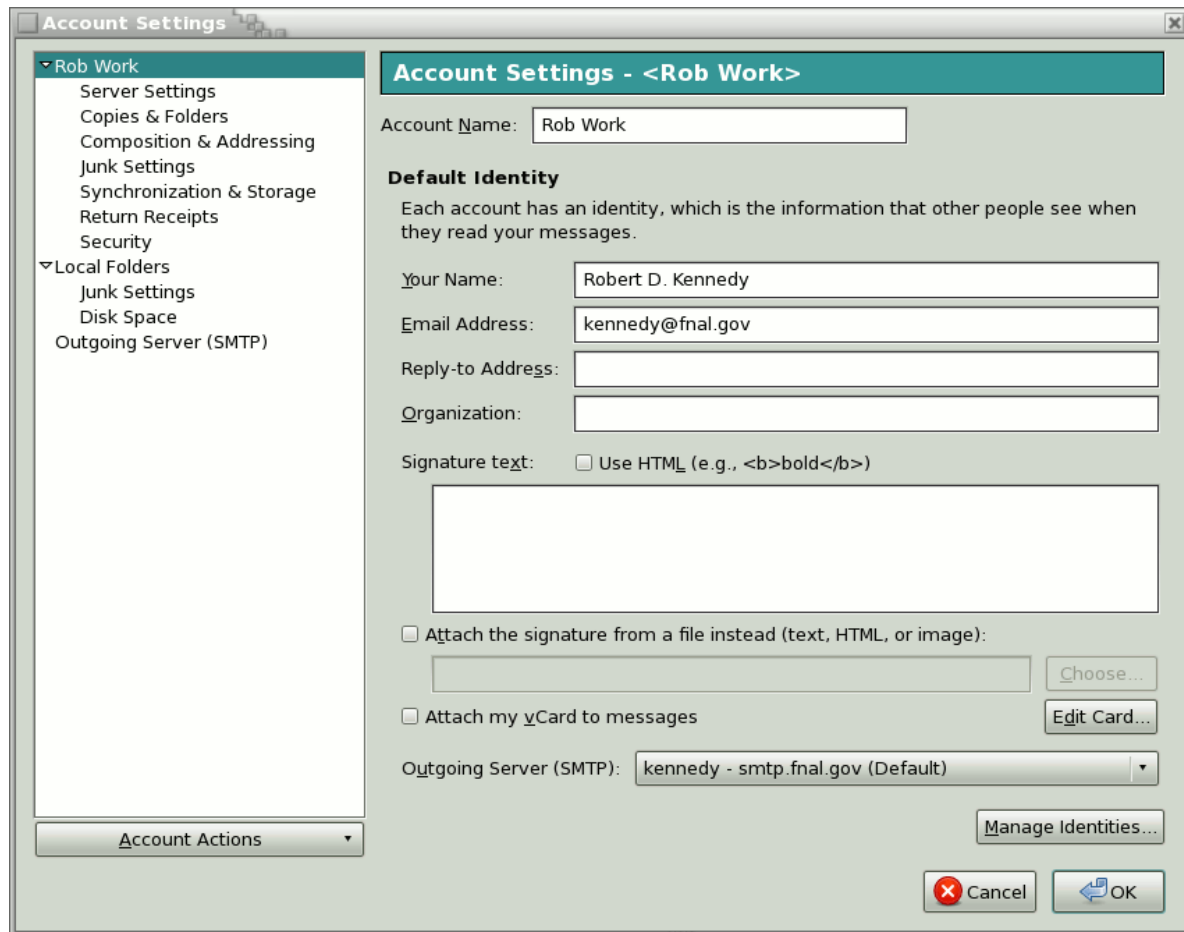 Account Settings
Rob Work
Server Settings
Copies & Folders
Composition & Addressing
Junk Settings
Synchronization & Storage
Return Receipts
Security
Local Folders
Junk Settings
Disk Space
Outgoing Server (SMTP)
Account Actions
Account Settings - <Rob Work>
Account Name: Rob Work
Default Identity
Each account has an identity, which is the information that other people see when
they read your messages.
Your Name: Robert D. Kennedy
Email Address: kennedy@fnal.gov
Reply-to Address:
Organization:
Signature text: Use HTML (e.g., <b>bold</b>)
Attach the signature from a file instead (text, HTML, or image):
Choose...
Attach my vCard to messages Edit Card...
Outgoing Server (SMTP): kennedy - smtp.fnal.gov (Default)
Manage Identities...
Cancel OK